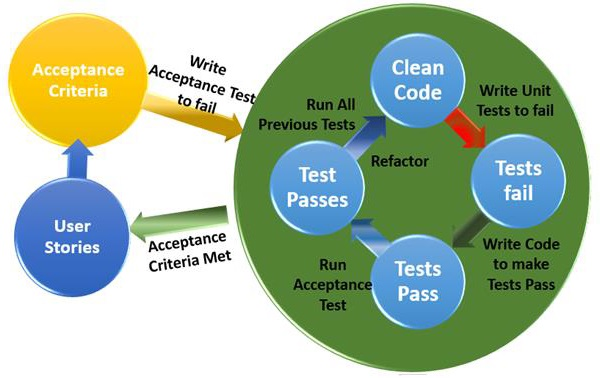 Acceptance
Criteria
Write
Acceptance Test
to fail
User
Stories
Acceptance
Criteria Met
Clean
Code
Write Unit
Tests to fail
Tests
fail
Write Code
to make
Tests Pass
Tests
Pass
Run
Acceptance
Test
Test
Passes
Run All
Previous Tests
Refactor